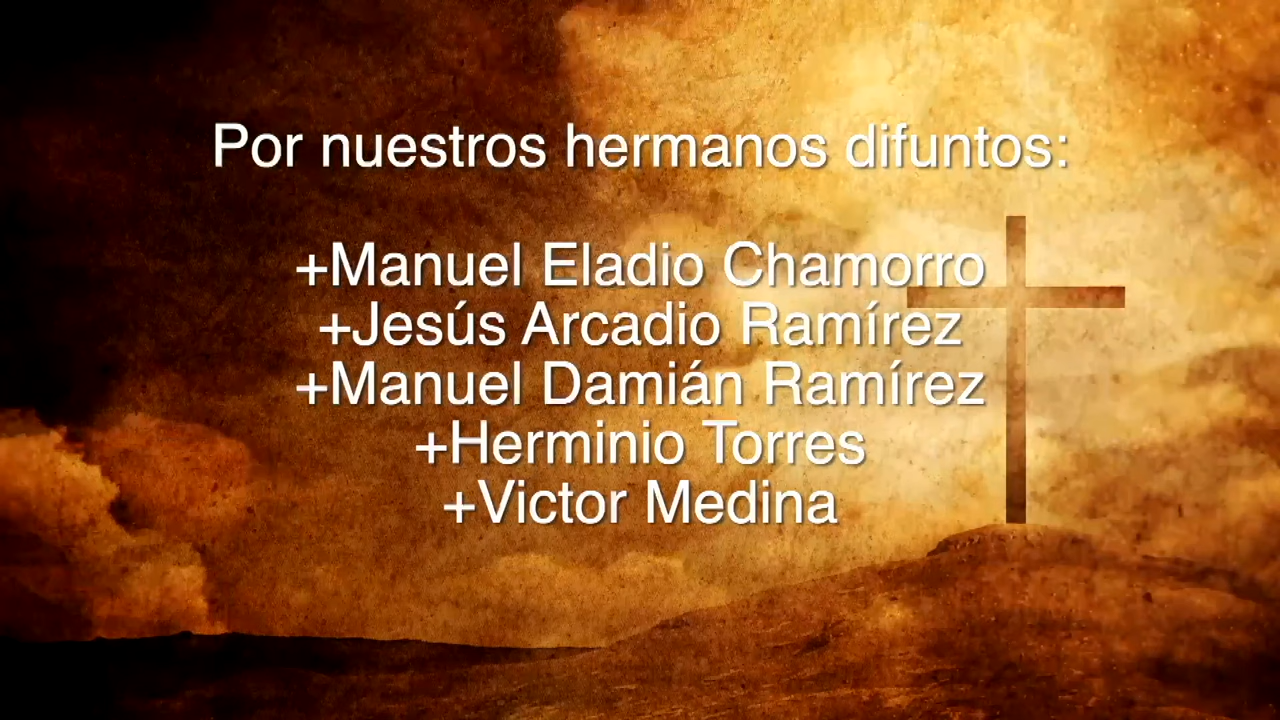 Por nuestros hermanos difuntos:
+Manuel Eladio Chamorro
+Jesús Arcadio Ramírez
+Manuel Damián Ramírez
+Herminio Torres
+Victor Medina